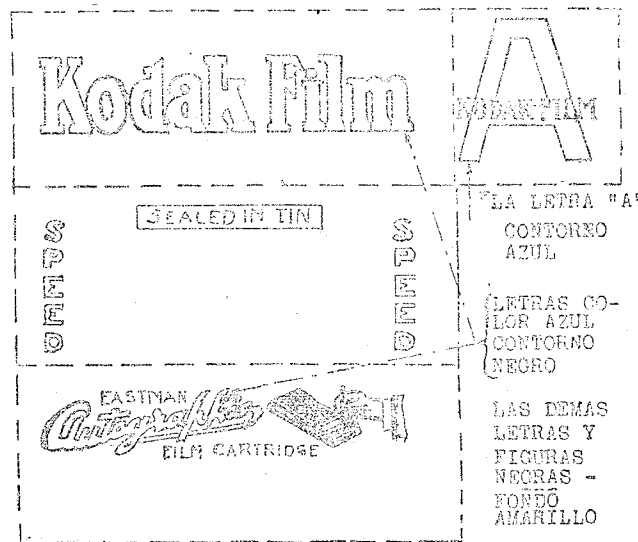 Kodak Film
A
KODAK FILM
SEALED IN TIN
SPEED
SPEED
EASTMAN
Autographic
FILM CARTRIDGE
LA LETRA "A"
CONTORNO
AZUL
LETRAS CO-
LOR AZUL
CONTORNO
NEGRO
LAS DEMAS
LETRAS Y
FIGURAS
NEGRAS -
FONDO
AMARILLO